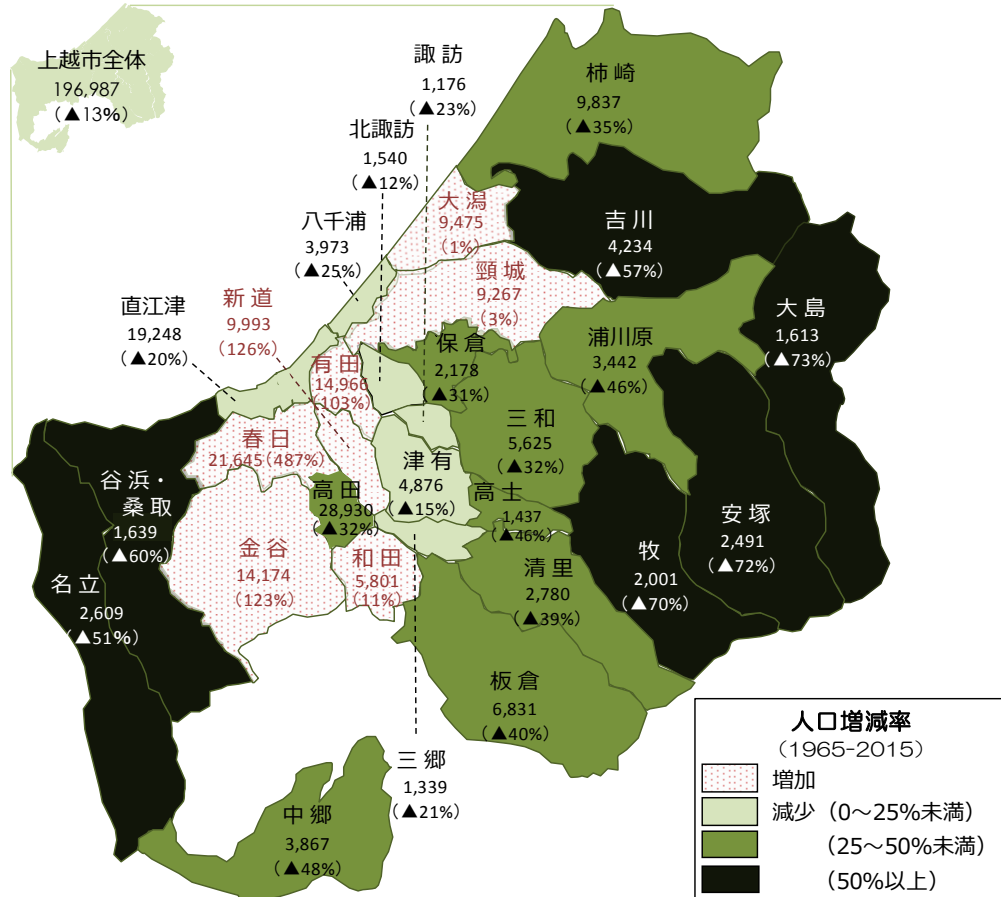 上越市全体
196,987
(▲13%)
諏訪
1,176
(▲23%)
柿崎
9,837
(▲35%)
北諏訪
1,540
(▲12%)
大潟
9,475
(1%)
吉川
4,234
(▲57%)
八千浦
3,973
(▲25%)
頸城
9,267
(3%)
新道
9,993
(126%)
直江津
19,248
(▲20%)
大島
1,613
(▲73%)
浦川原
3,442
(▲46%)
保倉
2,178
(▲31%)
有田
14,966
(103%)
三和
5,625
(▲32%)
春日
21,645(487%)
津有
4,876
(▲15%)
谷浜・
桑取
1,639
(▲60%)
高田
28,930
(▲32%)
高士
1,437
(▲46%)
安塚
2,491
(▲72%)
金谷
14,174
(123%)
和田
5,801
(11%)
牧
2,001
(▲70%)
清里
2,780
(▲39%)
名立
2,609
(▲51%)
板倉
6,831
(▲40%)
三郷
1,339
(▲21%)
中郷
3,867
(▲48%)
人口増減率
(1965-2015)
増加
減少(0～25%未満)
(25～50%未満)
(50%以上)